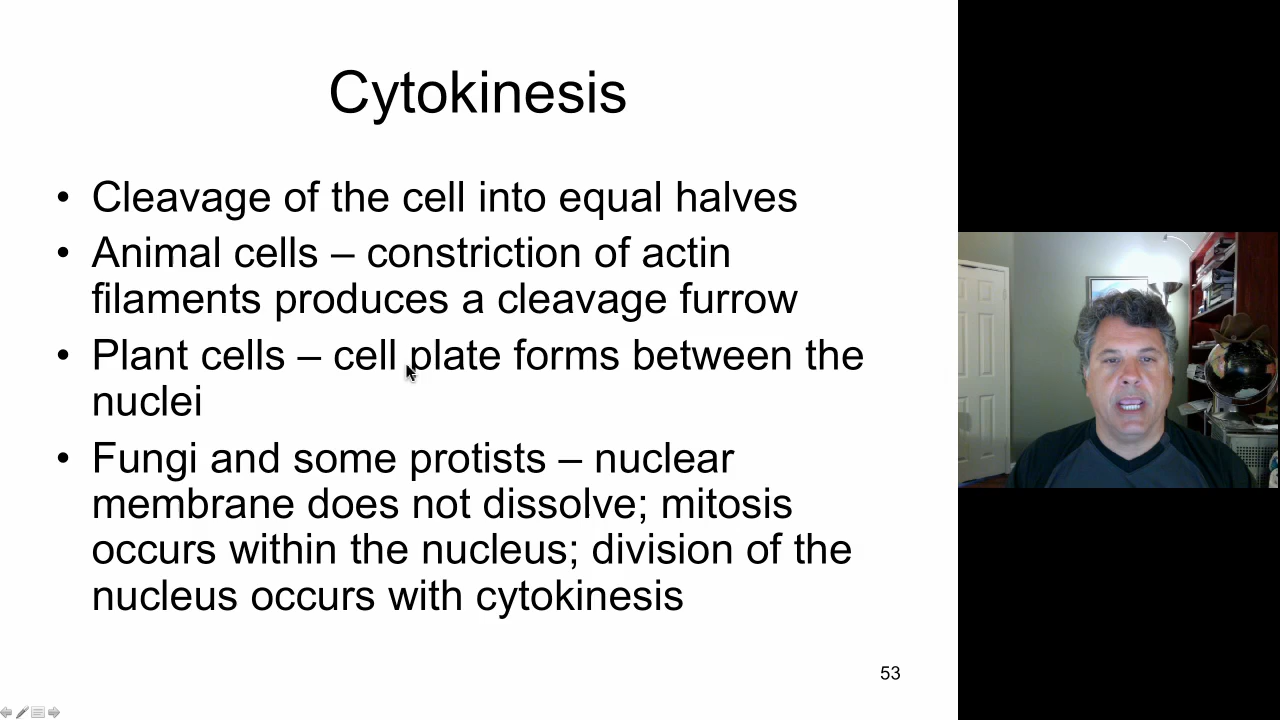 Cytokinesis
• Cleavage of the cell into equal halves
• Animal cells – constriction of actin
filaments produces a cleavage furrow
• Plant cells – cell plate forms between the
nuclei
• Fungi and some protists – nuclear
membrane does not dissolve; mitosis
occurs within the nucleus; division of the
nucleus occurs with cytokinesis
53